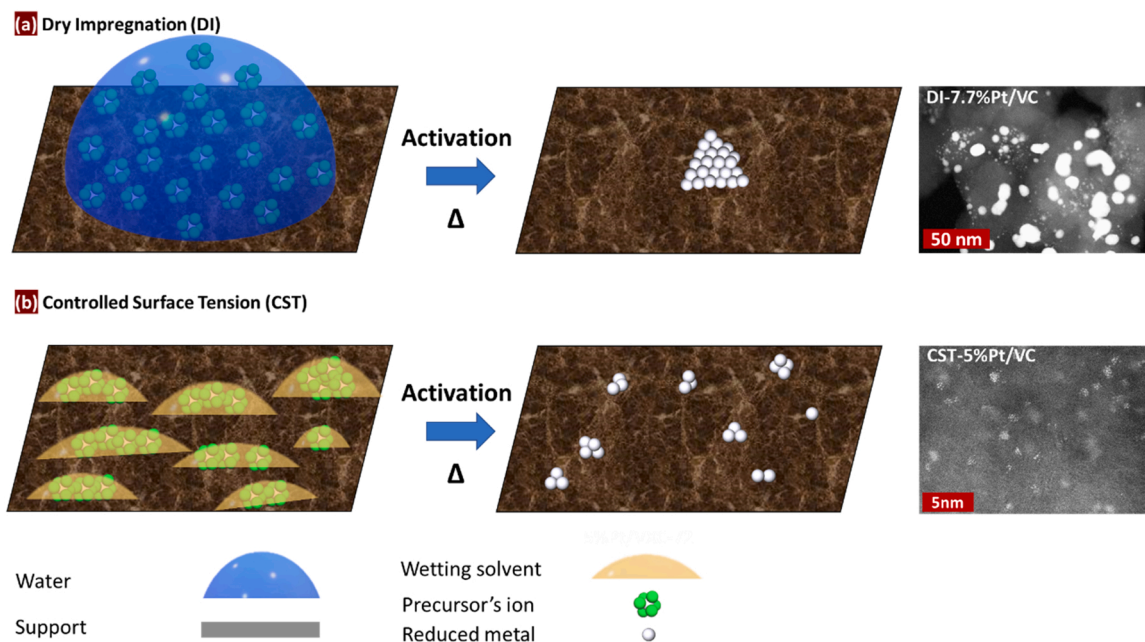 (a) Dry Impregnation (DI)
Activation
Δ
DI-7.7%Pt/VC
50 nm
(b) Controlled Surface Tension (CST)
Activation
Δ
CST-5%Pt/VC
5nm
Water
Support
Wetting solvent
Precursor's ion
Reduced metal